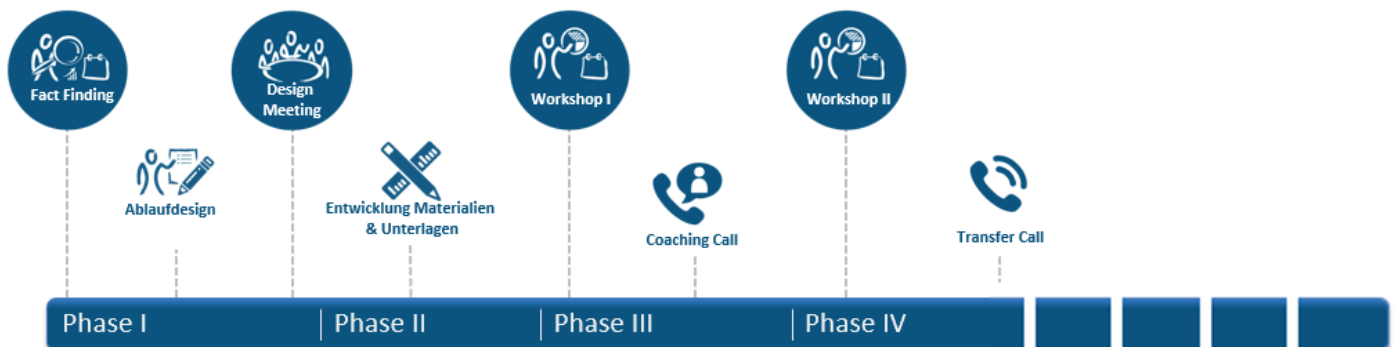 Fact Finding
Design
Meeting
Workshop I
Workshop II
Ablaufdesign
Entwicklung Materialien
& Unterlagen
Coaching Call
Transfer Call
Phase I
Phase II
Phase III
Phase IV